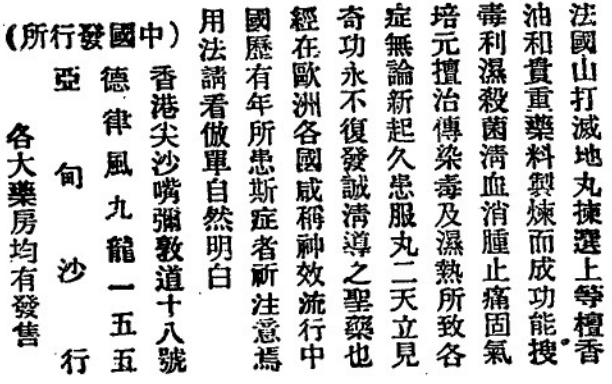 法國山打滅地丸揀選上等檀香
油和貴重藥料製煉而成功能搜
毒利濕殺菌淸血消腫止痛固氣
培元擅治傳染毒及濕熱所致各
症無論新起久患服丸二天立見
奇功永不復發誠淸導之聖藥也
經在歐洲各國咸稱神效流行中
國歷有年所患斯症者祈注意焉
用法請看倣單自然明白
(中國發行所)
香港尖沙嘴彌敦道十八號
德律風九龍一五五
亞甸沙行
各大藥房均有發售